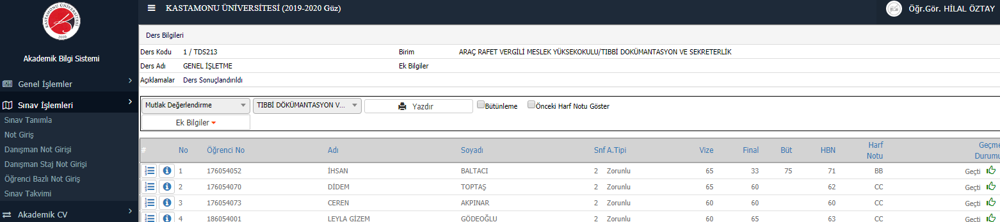 KASTAMONU ÜNİVERSİTESİ
2006
Akademik Bilgi Sistemi
Genel İşlemler
Sınav İşlemleri
Sınav Tanımla
Not Giriş
Danışman Not Girişi
Danışman Staj Not Girişi
Öğrenci Bazlı Not Giriş
Sınav Takvimi
Akademik CV
KASTAMONU ÜNİVERSİTESİ (2019-2020 Güz)
Öğr.Gör. HİLAL ÖZTAY
Ders Bilgileri
Ders Kodu 1 / TDS213 Birim ARAÇ RAFET VERGİLİ MESLEK YÜKSEKOKULU/TIBBİ DOKÜMANTASYON VE SEKRETERLİK
Ders Adı GENEL İŞLETME Ek Bilgiler
Açıklamalar Ders Sonuçlandırıldı
Mutlak Değerlendirme TIBBİ DÖKÜMANTASYON V... Yazdır Bütünleme Önceki Harf Notu Göster
Ek Bilgiler
# No Öğrenci No Adı Soyadı Snf A.Tipi Vize Final Büt HBN Harf Notu Geçme Durumu
1 176054052 İHSAN BALTACI 2 Zorunlu 65 33 75 71 BB Geçti
2 176054070 DİDEM TOPTAŞ 2 Zorunlu 65 60 62 CC Geçti
3 176054073 CEREN AKPINAR 2 Zorunlu 60 60 60 CC Geçti
4 186054001 LEYLA GİZEM GÖDEOĞLU 2 Zorunlu 60 65 63 CC Geçti